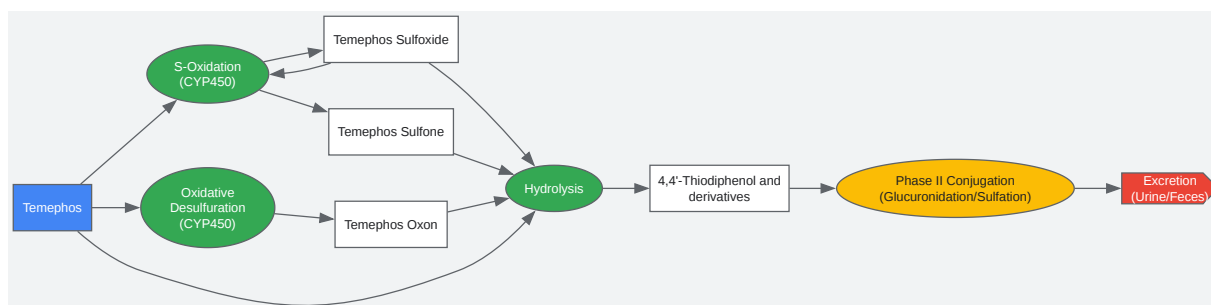 Temephos Sulfoxide
S-Oxidation
(CYP450)
Temephos Sulfone
Temephos
Oxidative
Desulfuration
(CYP450)
Temephos Oxon
Hydrolysis
4,4'-Thiodiphenol and
derivatives
Phase II Conjugation
(Glucuronidation/Sulfation)
Excretion
(Urine/Feces)